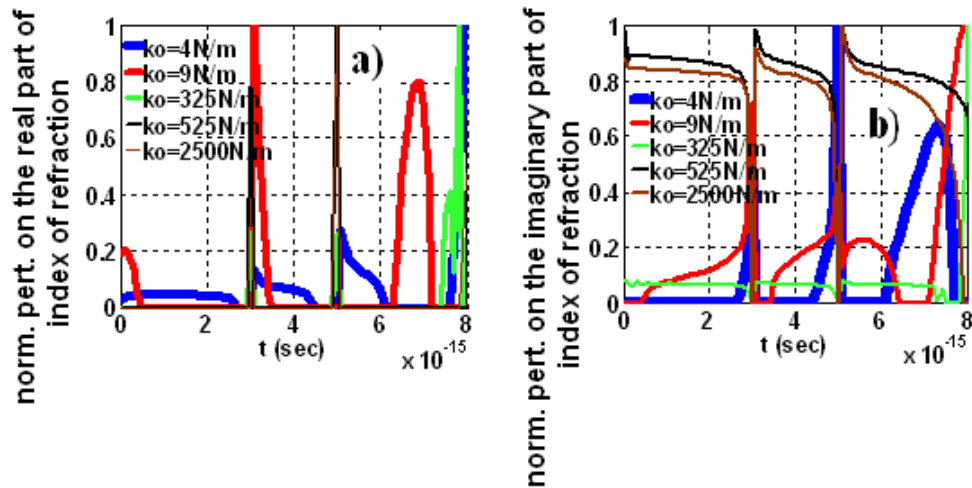 norm. pert. on the real part of
index of refraction
1
0.8
0.6
0.4
0.2
0
ko=4N/m
ko=9N/m
ko=325N/m
ko=525N/m
ko=2500N/m
a)
0 2 4 6 8
t (sec)
x 10-15
norm. pert. on the imaginary part of
index of refraction
1
0.8
0.6
0.4
0.2
0
ko=4N/m
ko=9N/m
ko=325N/m
ko=525N/m
ko=2500N/m
b)
0 2 4 6 8
t (sec)
x 10-15